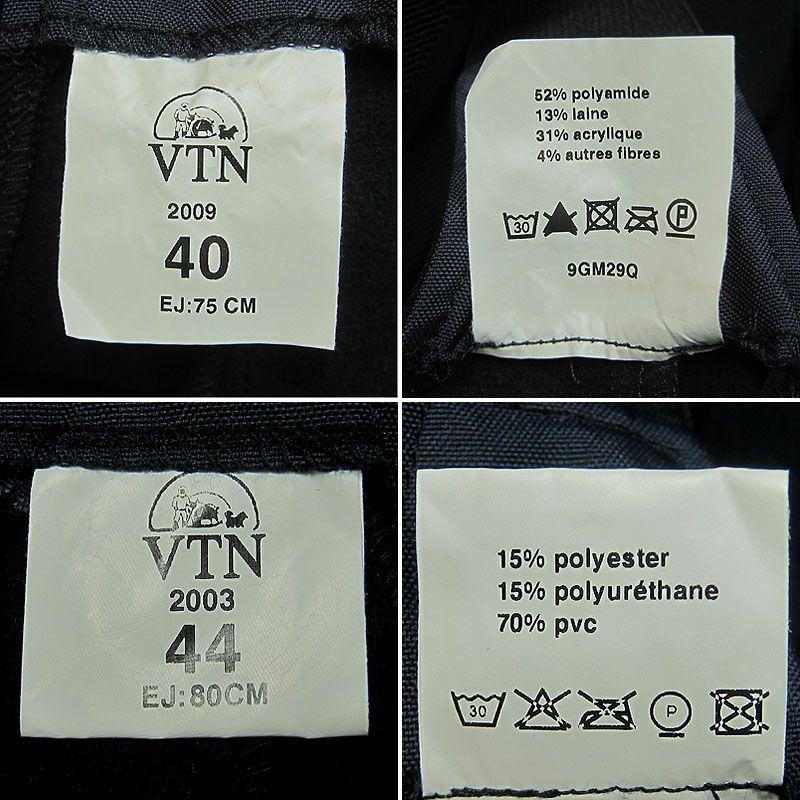 VTN
2009
40
EJ:75 CM
52% polyamide
13% laine
31% acrylique
4% autres fibres
30 P
9GM29Q
VTN
2003
44
EJ:80CM
15% polyester
15% polyuréthane
70% pvc
30 P